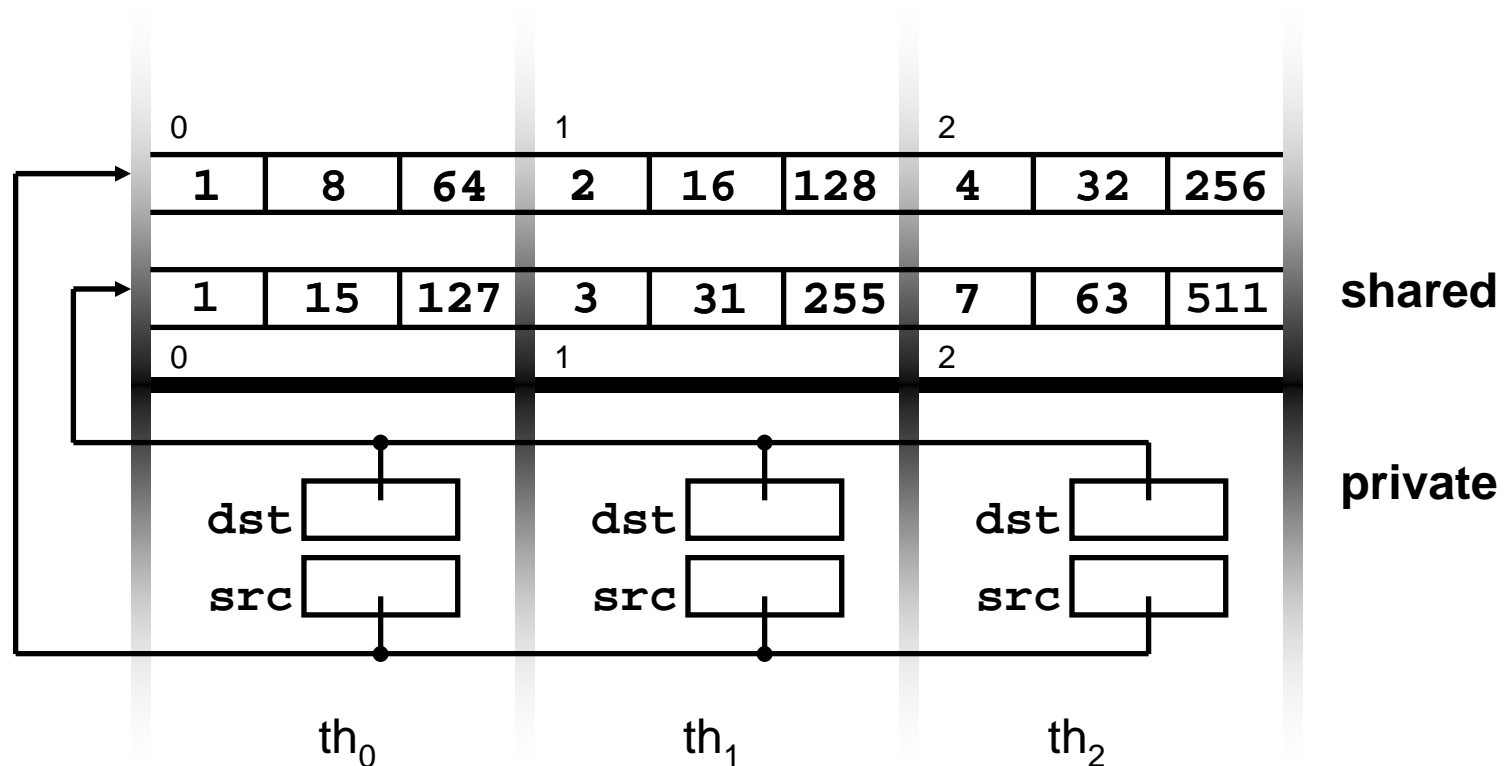 0 1 2
1 8 64 2 16 128 4 32 256
1 15 127 3 31 255 7 63 511
shared
0 1 2
private
dst dst dst
src src src
th0 th1 th2